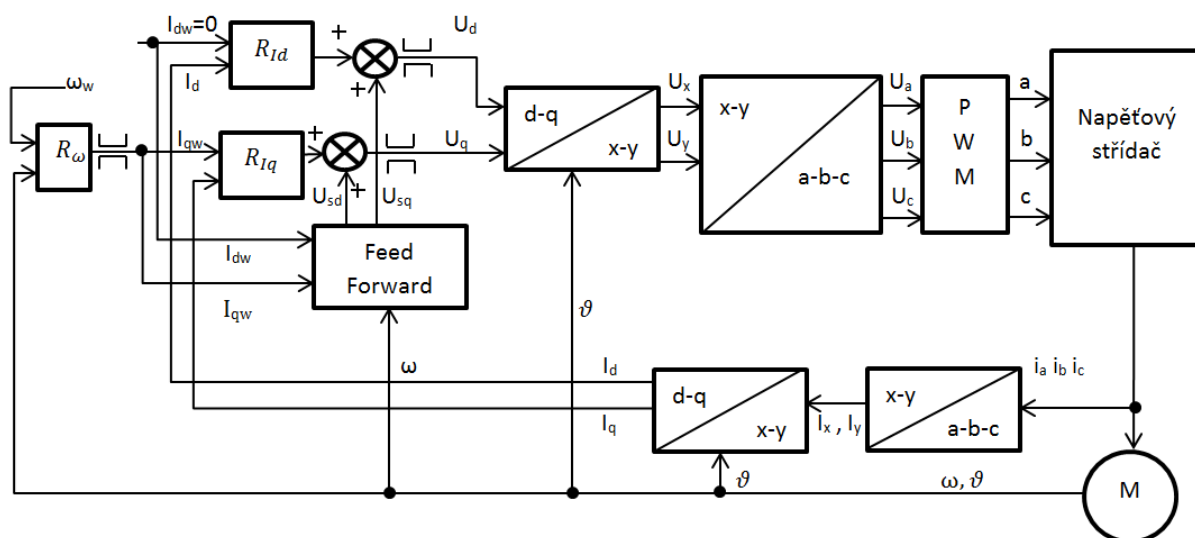 I_dw=0
R_Id
I_d
+
+
U_d
ω_w
R_ω
I_qw
R_Iq
+
+
U_q
U_sd
U_sq
Feed
Forward
I_dw
I_qw
d-q
x-y
U_x
U_y
x-y
a-b-c
U_a
U_b
U_c
P
W
M
a
b
c
Napěťový
střídač
ϑ
ω
I_d
I_q
d-q
x-y
I_x , I_y
x-y
a-b-c
i_a i_b i_c
ϑ
ω, ϑ
M